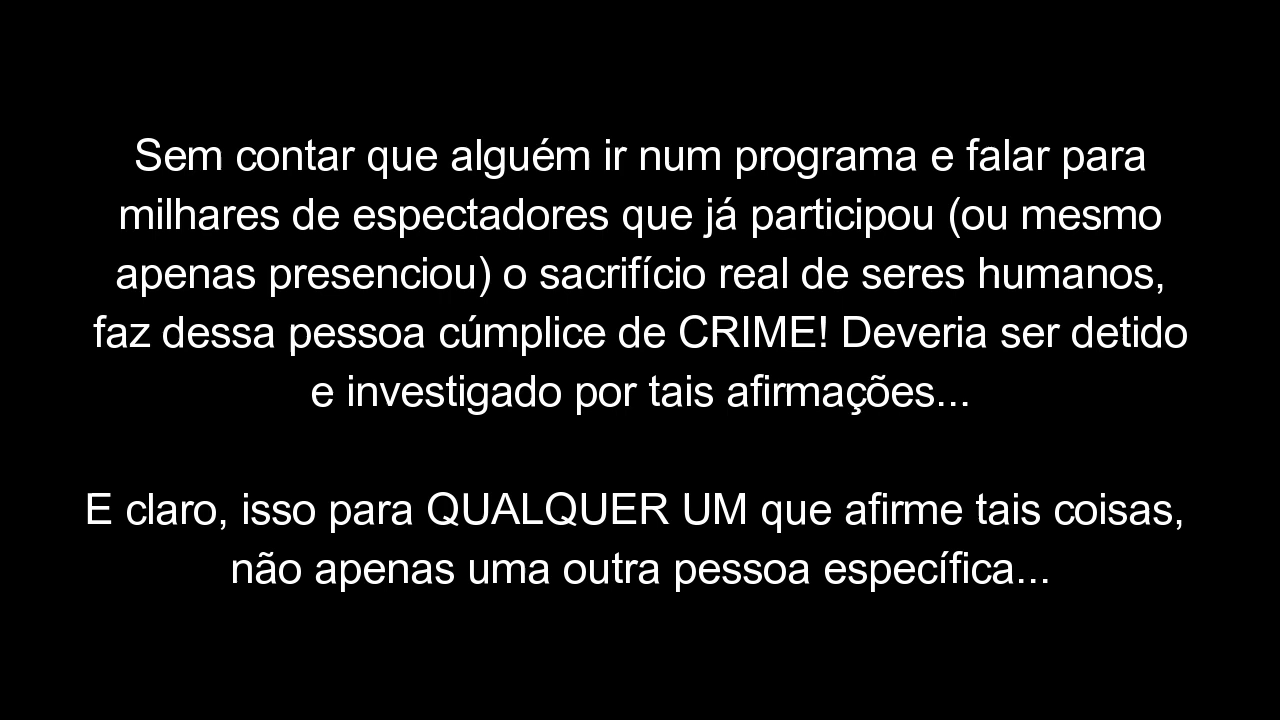 Sem contar que alguém ir num programa e falar para
milhares de espectadores que já participou (ou mesmo
apenas presenciou) o sacrifício real de seres humanos,
faz dessa pessoa cúmplice de CRIME! Deveria ser detido
e investigado por tais afirmações...
E claro, isso para QUALQUER UM que afirme tais coisas,
não apenas uma outra pessoa específica...